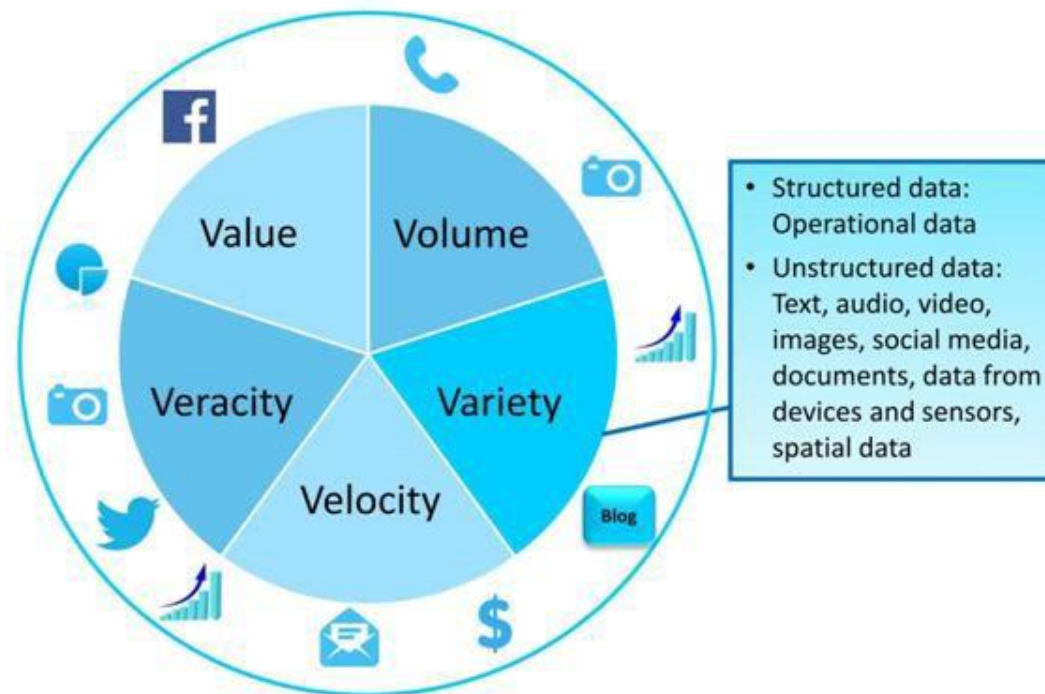 Value
Volume
Veracity
Variety
Velocity
Blog
$
• Structured data:
Operational data
• Unstructured data:
Text, audio, video,
images, social media,
documents, data from
devices and sensors,
spatial data